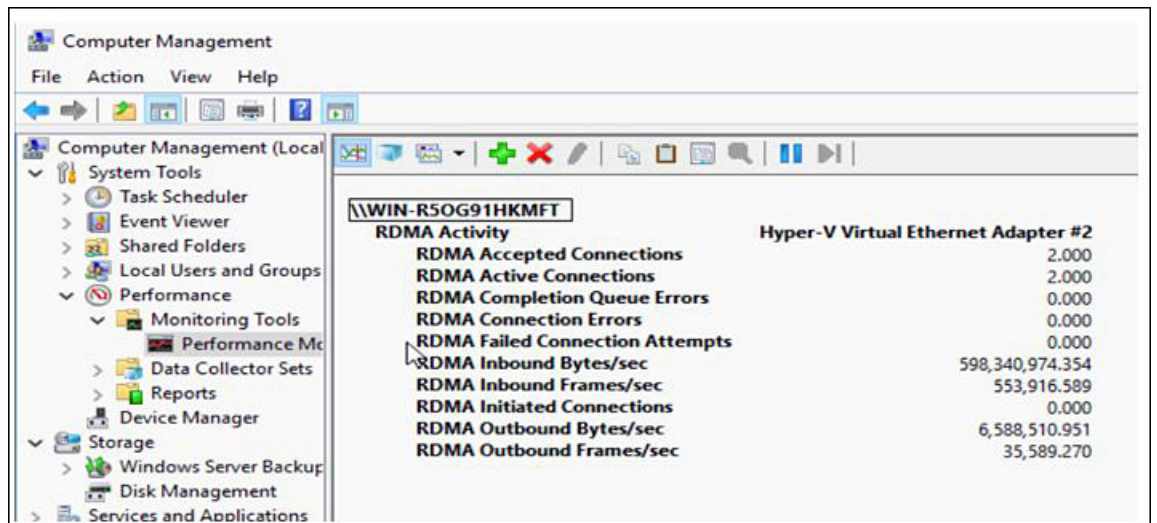 Computer Management
File Action View Help
Computer Management (Local
System Tools
Task Scheduler
Event Viewer
Shared Folders
Local Users and Groups
Performance
Monitoring Tools
Performance Mc
Data Collector Sets
Reports
Device Manager
Storage
Windows Server Backup
Disk Management
Services and Applications
\\WIN-R5OG91HKMFT
RDMA Activity Hyper-V Virtual Ethernet Adapter #2
RDMA Accepted Connections 2.000
RDMA Active Connections 2.000
RDMA Completion Queue Errors 0.000
RDMA Connection Errors 0.000
RDMA Failed Connection Attempts 0.000
RDMA Inbound Bytes/sec 598,340,974.354
RDMA Inbound Frames/sec 553,916.589
RDMA Initiated Connections 0.000
RDMA Outbound Bytes/sec 6,588,510.951
RDMA Outbound Frames/sec 35,589.270